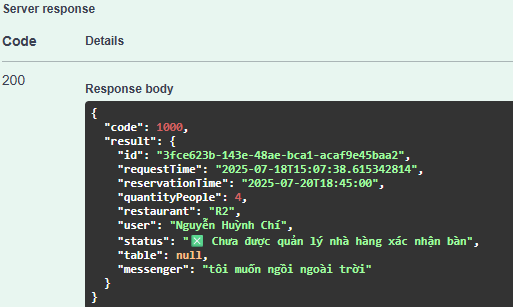 Server response
Code Details
200
Response body
{
  "code": 1000,
  "result": {
    "id": "3fce623b-143e-48ae-bca1-acaf9e45baa2",
    "requestTime": "2025-07-18T15:07:38.615342814",
    "reservationTime": "2025-07-20T18:45:00",
    "quantityPeople": 4,
    "restaurant": "R2",
    "user": "Nguyễn Huỳnh Chí",
    "status": "❎ Chưa được quản lý nhà hàng xác nhận bàn",
    "table": null,
    "messenger": "tôi muốn ngồi ngoài trời"
  }
}